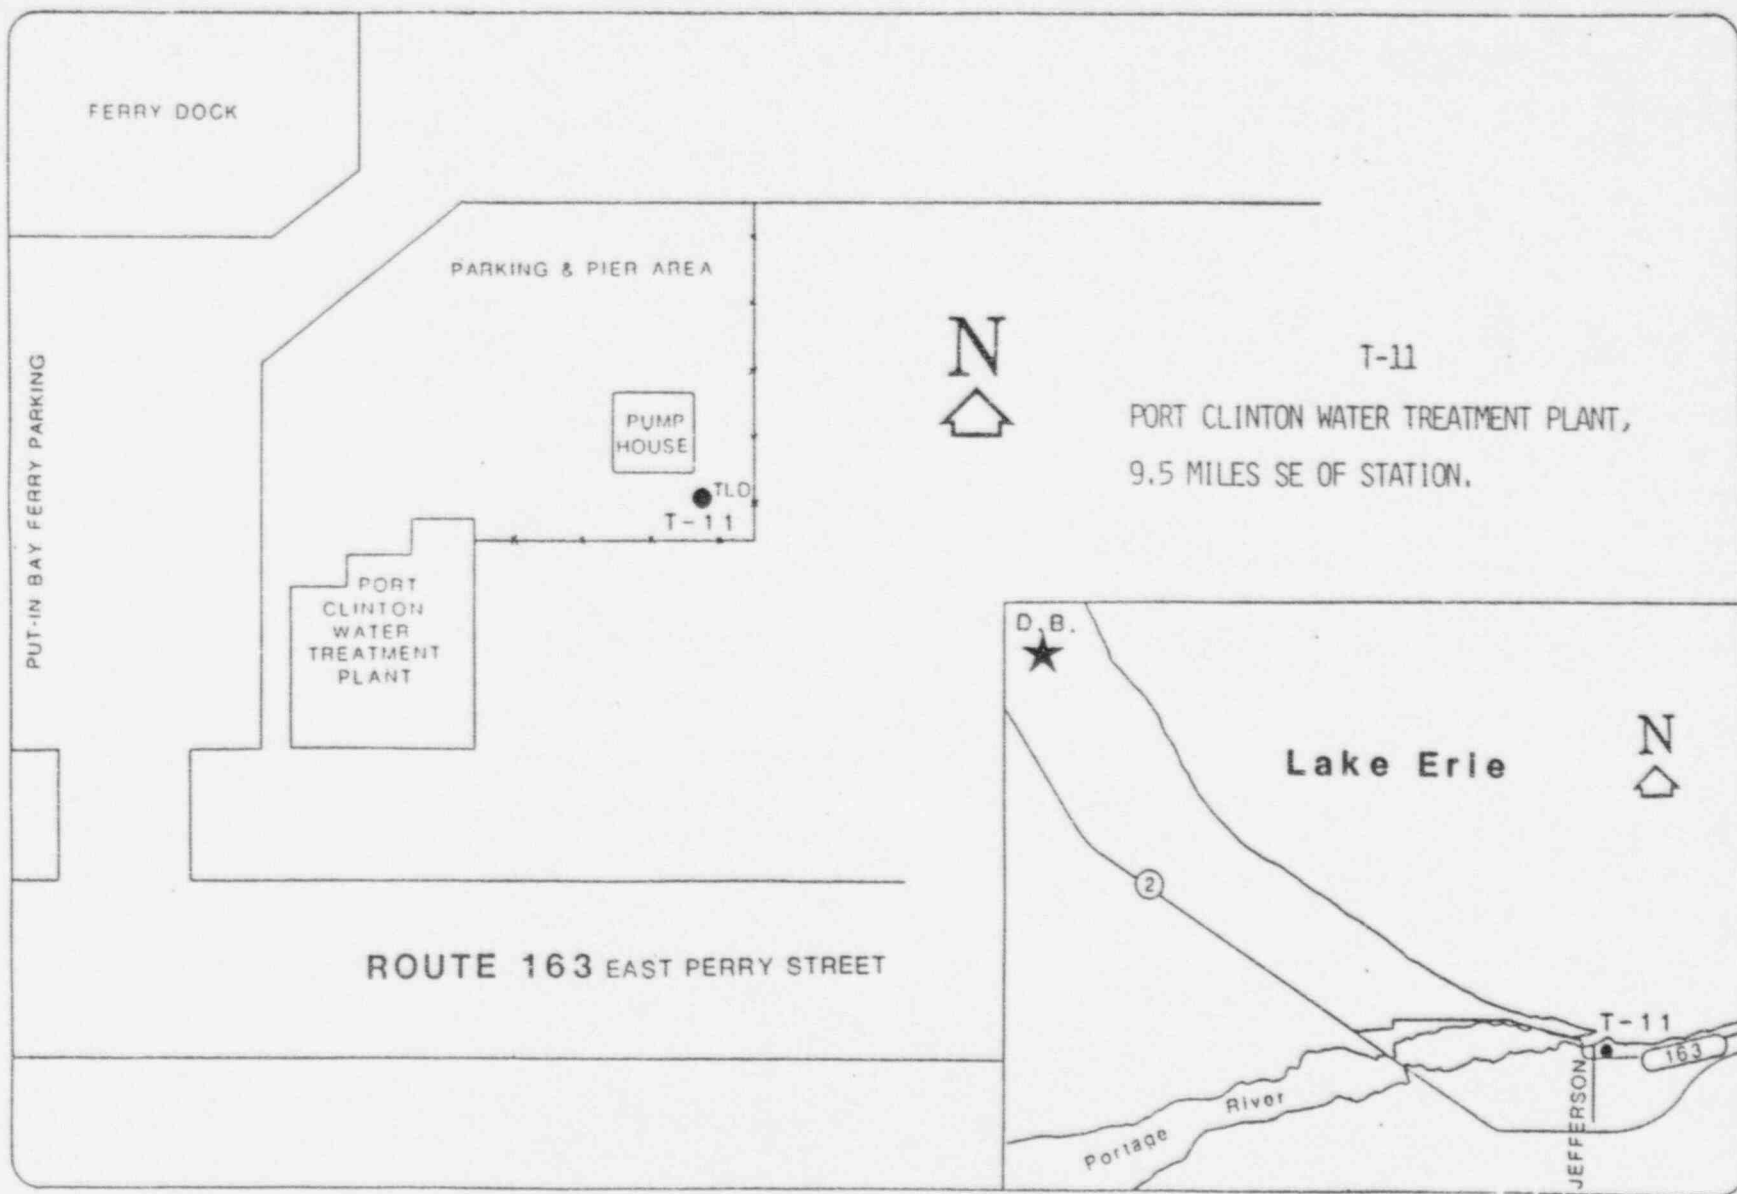 FERRY DOCK
PARKING & PIER AREA
PUT-IN BAY FERRY PARKING
PUMP
HOUSE
TLD
T-11
PORT
CLINTON
WATER
TREATMENT
PLANT
ROUTE 163 EAST PERRY STREET
N
T-11
PORT CLINTON WATER TREATMENT PLANT,
9.5 MILES SE OF STATION.
D.B.
Lake Erie
N
2
T-11
163
JEFFERSON
River
Portage